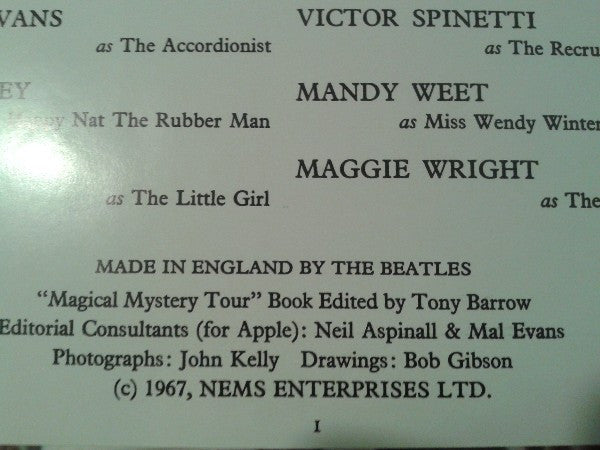 VANS
VICTOR SPINETTI
as The Accordionist
as The Recru
EY
MANDY WEET
Nat The Rubber Man
as Miss Wendy Winter
MAGGIE WRIGHT
as The Little Girl
as The
MADE IN ENGLAND BY THE BEATLES
“Magical Mystery Tour” Book Edited by Tony Barrow
Editorial Consultants (for Apple): Neil Aspinall & Mal Evans
Photographs: John Kelly Drawings: Bob Gibson
(c) 1967, NEMS ENTERPRISES LTD.
I